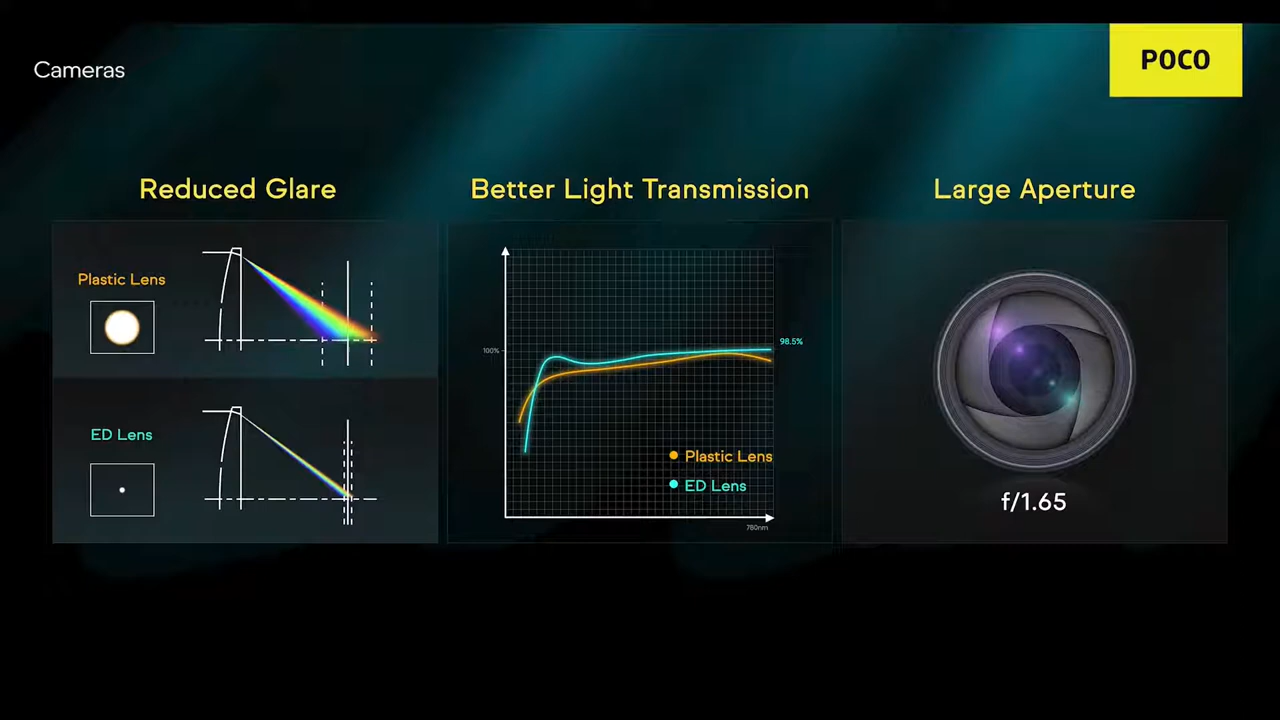 Cameras
POCO
Reduced Glare
Plastic Lens
ED Lens
Better Light Transmission
100%
98.5%
Plastic Lens
ED Lens
780nm
Large Aperture
f/1.65